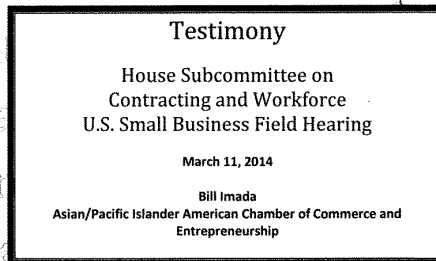 Testimony
House Subcommittee on
Contracting and Workforce
U.S. Small Business Field Hearing
March 11, 2014
Bill Imada
Asian/Pacific Islander American Chamber of Commerce and
Entrepreneurship